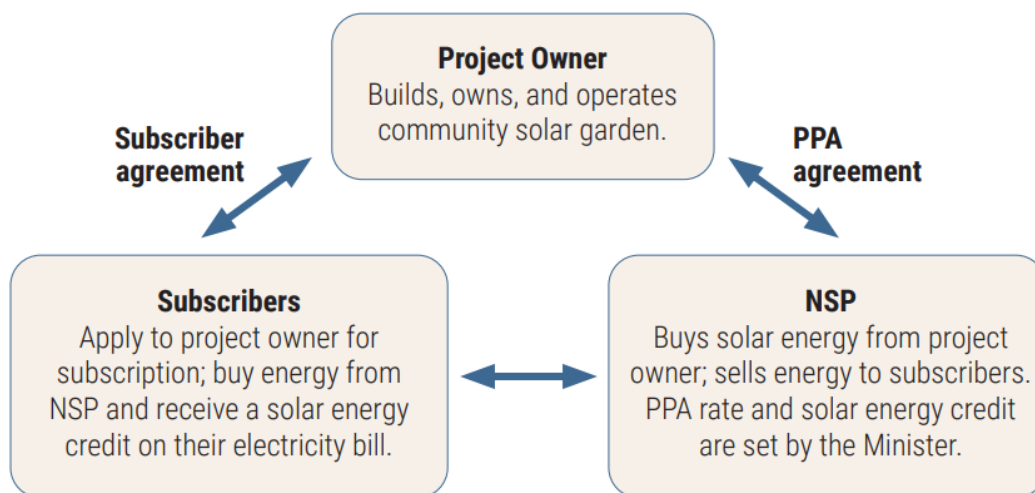 Project Owner
Builds, owns, and operates
community solar garden.
Subscriber
agreement
PPA
agreement
Subscribers
Apply to project owner for
subscription; buy energy from
NSP and receive a solar energy
credit on their electricity bill.
NSP
Buys solar energy from project
owner; sells energy to subscribers.
PPA rate and solar energy credit
are set by the Minister.